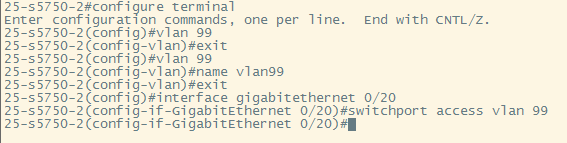 25-s5750-2#configure terminal
Enter configuration commands, one per line.  End with CNTL/Z.
25-s5750-2(config)#vlan 99
25-s5750-2(config-vlan)#exit
25-s5750-2(config)#vlan 99
25-s5750-2(config-vlan)#name vlan99
25-s5750-2(config-vlan)#exit
25-s5750-2(config)#interface gigabitethernet 0/20
25-s5750-2(config-if-GigabitEthernet 0/20)#switchport access vlan 99
25-s5750-2(config-if-GigabitEthernet 0/20)#